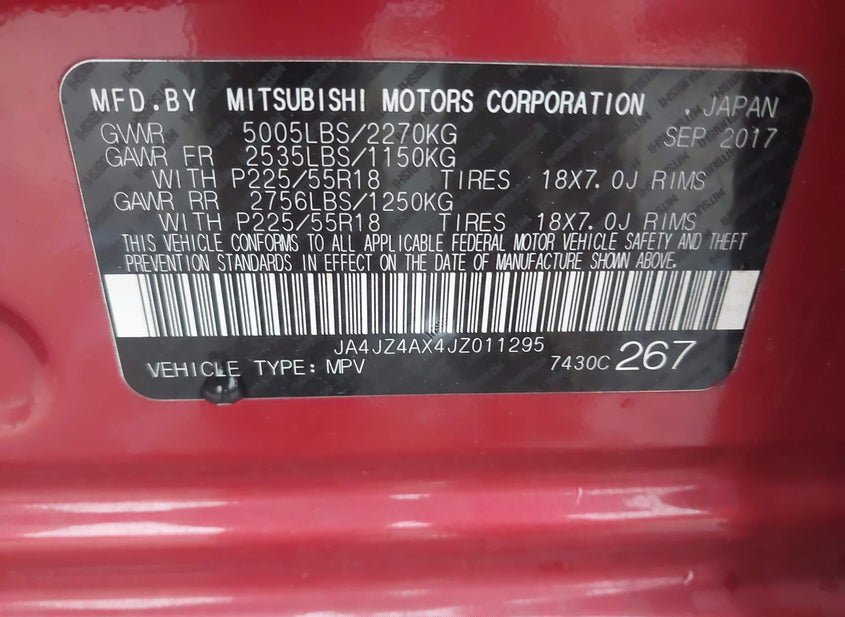 MFD.BY MITSUBISHI MOTORS CORPORATION . JAPAN
GVWR 5005LBS/2270KG SEP 2017
GAWR FR 2535LBS/1150KG
WITH P225/55R18 TIRES 18X7.0J RIMS
GAWR RR 2756LBS/1250KG
WITH P225/55R18 TIRES 18X7.0J RIMS
THIS VEHICLE CONFORMS TO ALL APPLICABLE FEDERAL MOTOR VEHICLE SAFETY AND THEFT
PREVENTION STANDARDS IN EFFECT ON THE DATE OF MANUFACTURE SHOWN ABOVE.
JA4JZ4AX4JZ011295
VEHICLE TYPE: MPV 7430C 267